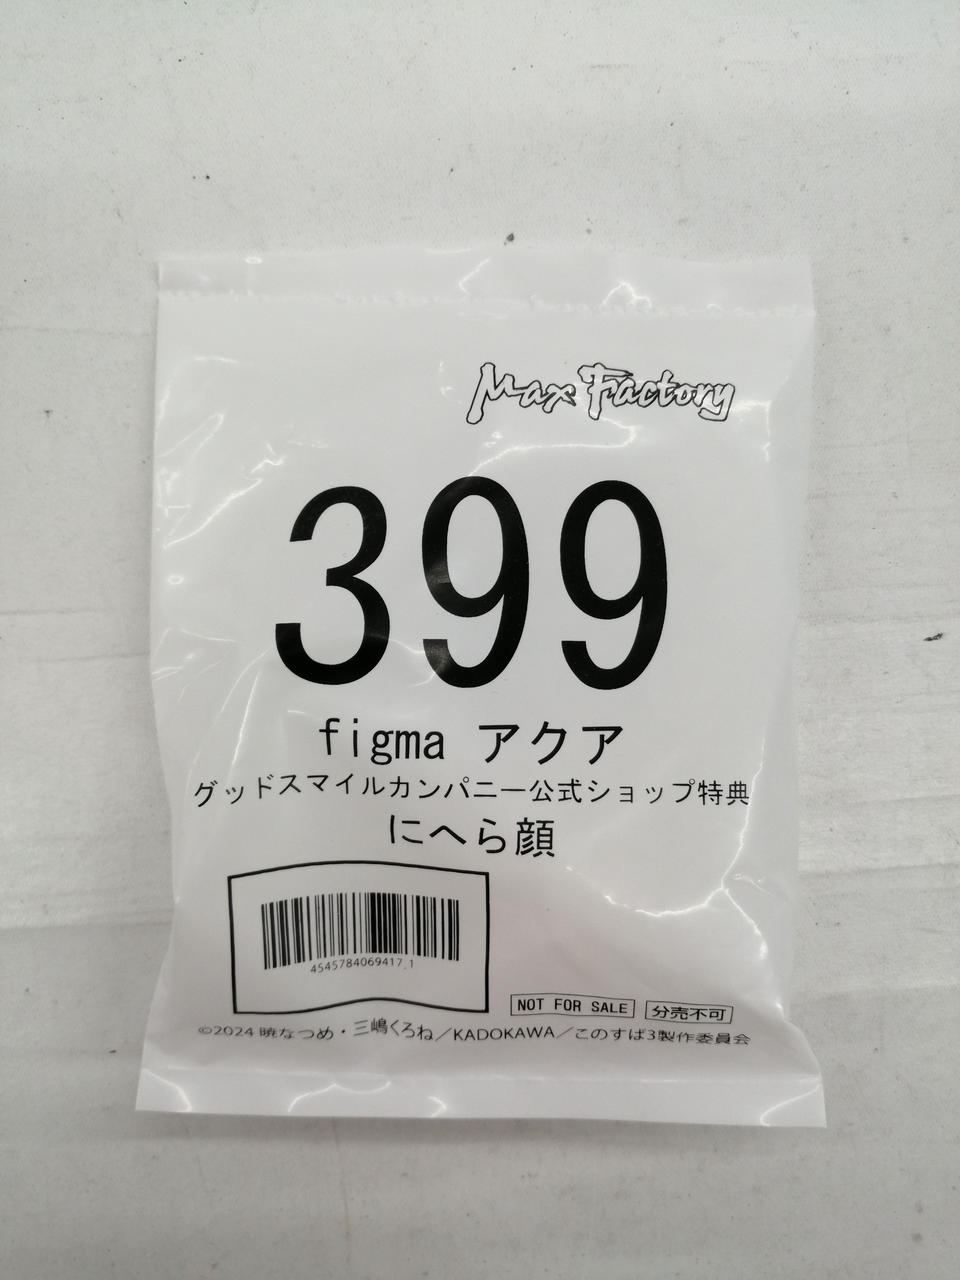 Max Factory
399
figma アクア
グッドスマイルカンパニー公式ショップ特典
にへら顔
4545784069417 1
NOT FOR SALE 分売不可
©2024 暁なつめ・三嶋くろね／KADOKAWA／このすば3製作委員会